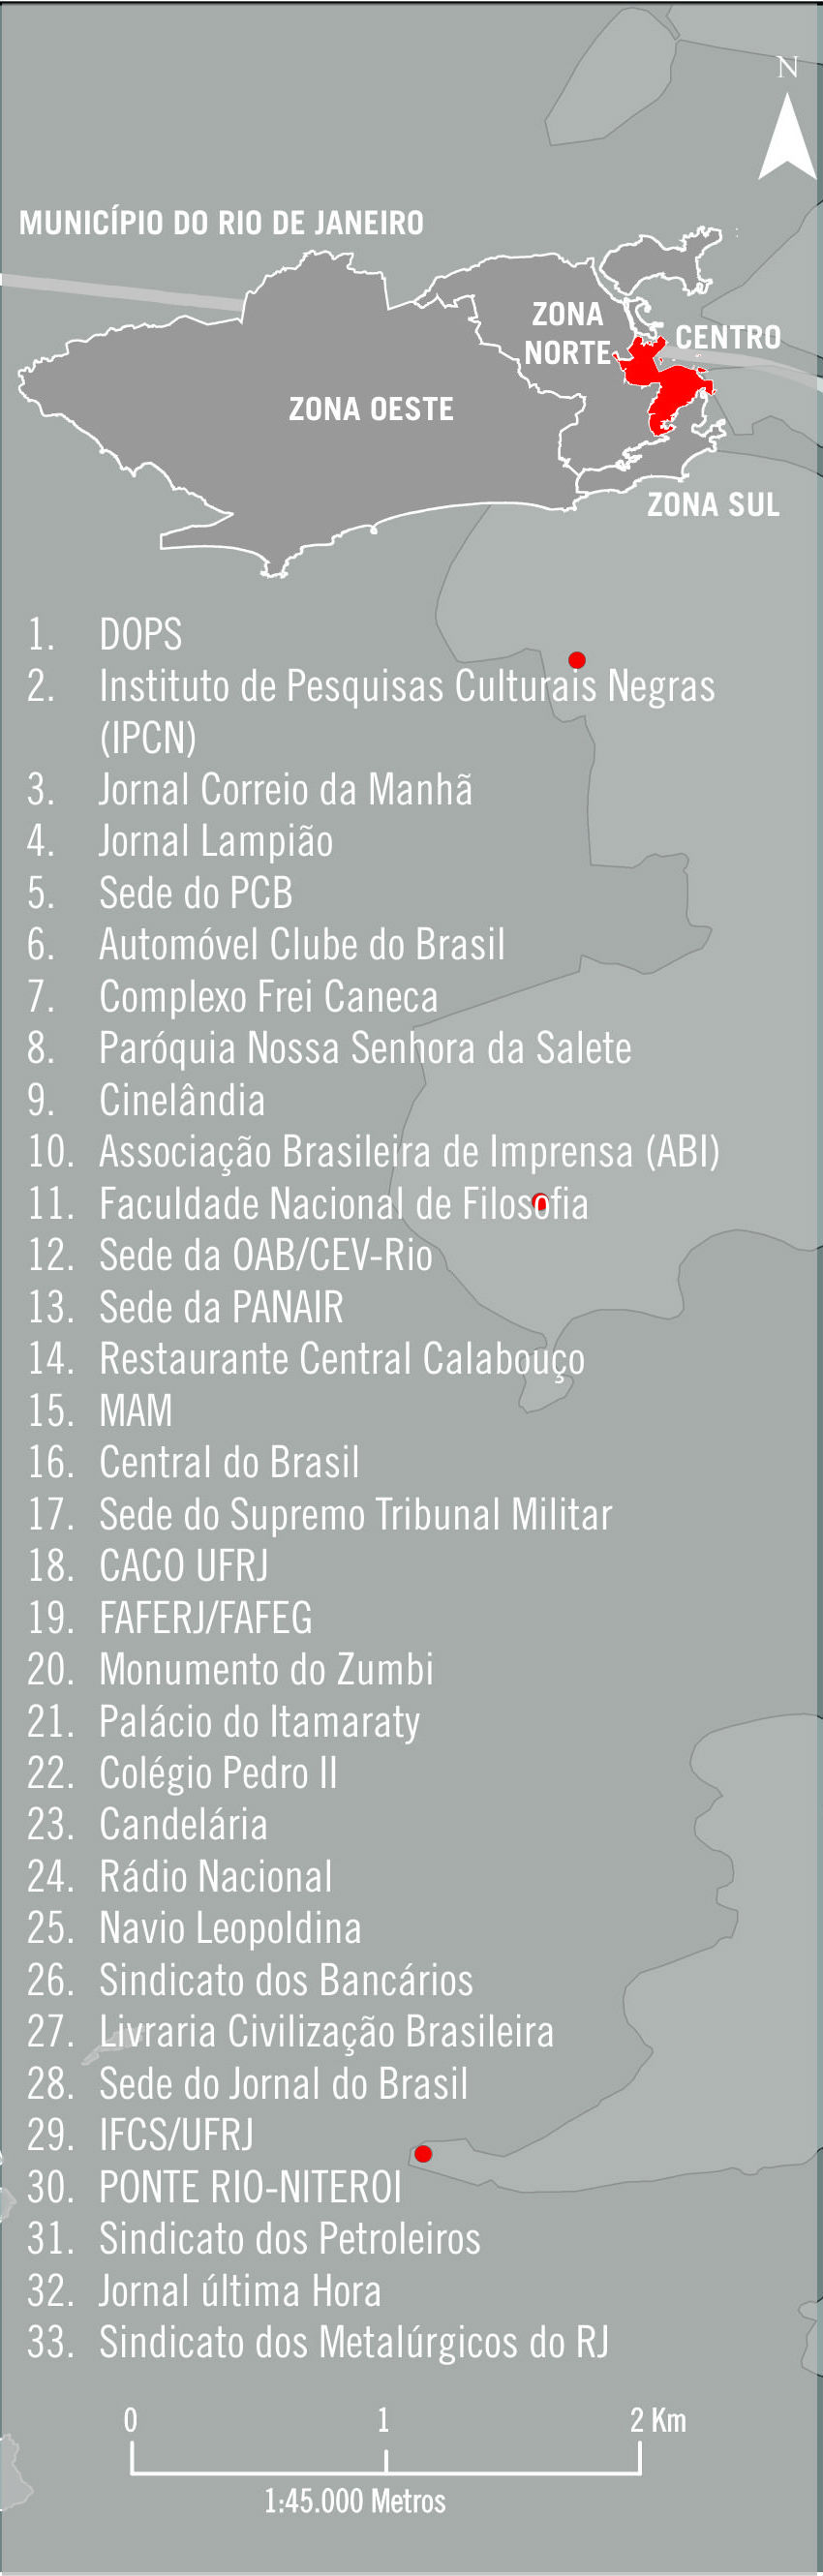 N
MUNICÍPIO DO RIO DE JANEIRO
ZONA
NORTE
CENTRO
ZONA OESTE
ZONA SUL
1. DOPS
2. Instituto de Pesquisas Culturais Negras
(IPCN)
3. Jornal Correio da Manhã
4. Jornal Lampião
5. Sede do PCB
6. Automóvel Clube do Brasil
7. Complexo Frei Caneca
8. Paróquia Nossa Senhora da Salete
9. Cinelândia
10. Associação Brasileira de Imprensa (ABI)
11. Faculdade Nacional de Filosofia
12. Sede da OAB/CEV-Rio
13. Sede da PANAIR
14. Restaurante Central Calabouço
15. MAM
16. Central do Brasil
17. Sede do Supremo Tribunal Militar
18. CACO UFRJ
19. FAFERJ/FAFEG
20. Monumento do Zumbi
21. Palácio do Itamaraty
22. Colégio Pedro II
23. Candelária
24. Rádio Nacional
25. Navio Leopoldina
26. Sindicato dos Bancários
27. Livraria Civilização Brasileira
28. Sede do Jornal do Brasil
29. IFCS/UFRJ
30. PONTE RIO-NITEROI
31. Sindicato dos Petroleiros
32. Jornal última Hora
33. Sindicato dos Metalúrgicos do RJ
0 1 2 Km
1:45.000 Metros